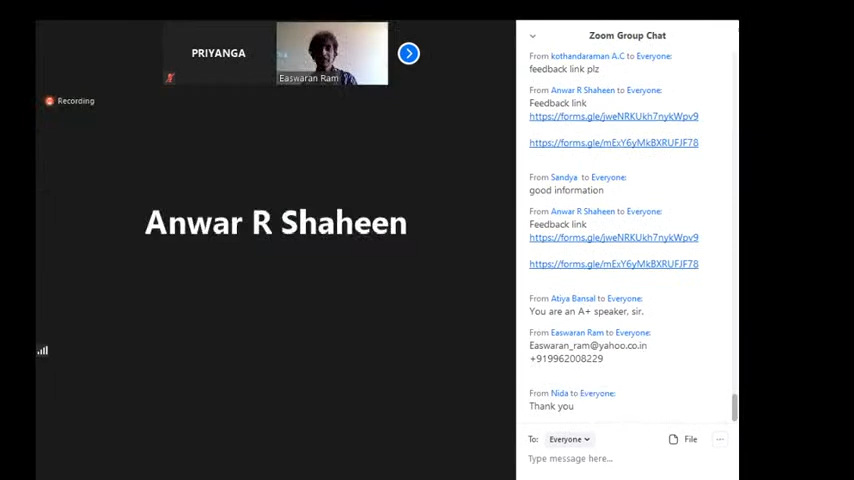 PRIYANGA
Easwaran Ram
Recording
Anwar R Shaheen
Zoom Group Chat
From kothandaraman A.C to Everyone:
feedback link plz
From Anwar R Shaheen to Everyone:
Feedback link
https://forms.gle/jweNRKUkh7nykWpv9
https://forms.gle/mExY6yMkBXRUFJF78
From Sandya to Everyone:
good information
From Anwar R Shaheen to Everyone:
Feedback link
https://forms.gle/jweNRKUkh7nykWpv9
https://forms.gle/mExY6yMkBXRUFJF78
From Atiya Bansal to Everyone:
You are an A+ speaker, sir.
From Easwaran Ram to Everyone:
Easwaran_ram@yahoo.co.in
+919962008229
From Nida to Everyone:
Thank you
To: Everyone File
Type message here...